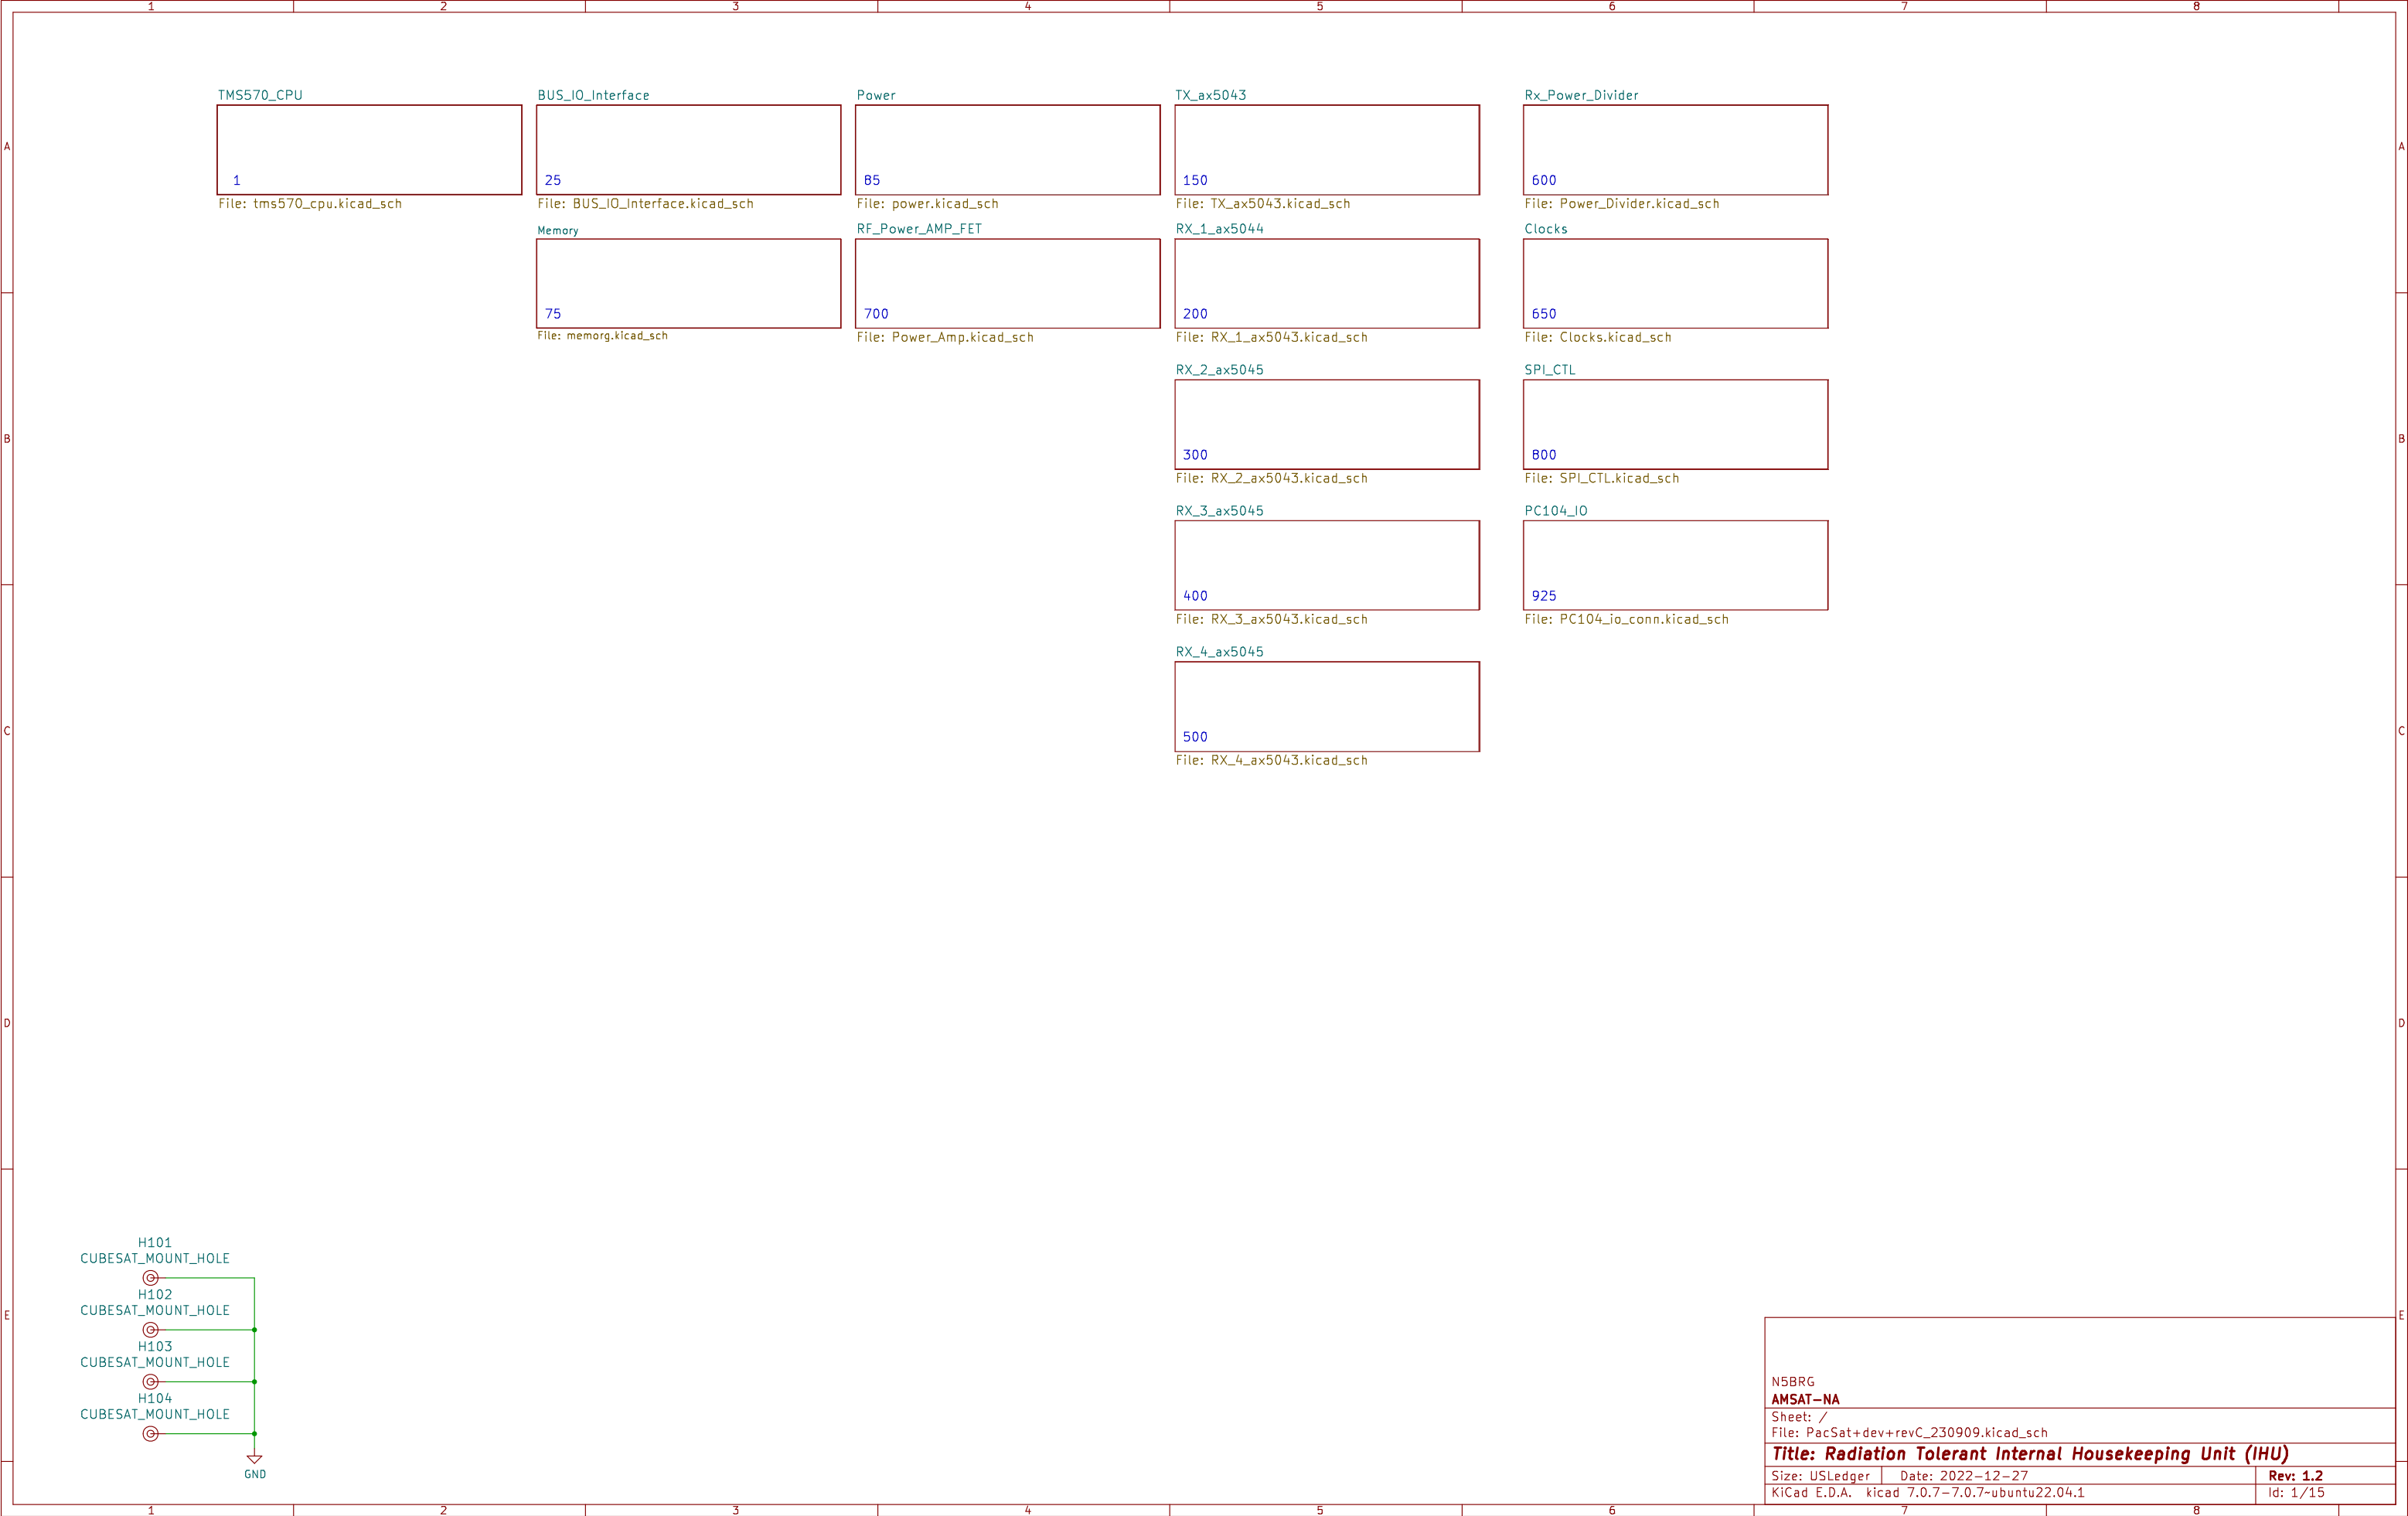 1 2 3 4 5 6 7 8
TMS570_CPU
1
File: tms570_cpu.kicad_sch
BUS_IO_Interface
25
File: BUS_IO_Interface.kicad_sch
Power
85
File: power.kicad_sch
TX_ax5043
150
File: TX_ax5043.kicad_sch
Rx_Power_Divider
600
File: Power_Divider.kicad_sch
A A
Memory
75
File: memorg.kicad_sch
RF_Power_AMP_FET
700
File: Power_Amp.kicad_sch
RX_1_ax5044
200
File: RX_1_ax5043.kicad_sch
Clocks
650
File: Clocks.kicad_sch
RX_2_ax5045
300
File: RX_2_ax5043.kicad_sch
SPI_CTL
800
File: SPI_CTL.kicad_sch
B B
RX_3_ax5045
400
File: RX_3_ax5043.kicad_sch
PC104_IO
925
File: PC104_io_conn.kicad_sch
RX_4_ax5045
500
File: RX_4_ax5043.kicad_sch
C C
D D
H101
CUBESAT_MOUNT_HOLE
H102
CUBESAT_MOUNT_HOLE
H103
CUBESAT_MOUNT_HOLE
H104
CUBESAT_MOUNT_HOLE
GND
E E
N5BRG
AMSAT-NA
Sheet: /
File: PacSat+dev+revC_230909.kicad_sch
Title: Radiation Tolerant Internal Housekeeping Unit (IHU)
Size: USLedger Date: 2022-12-27 Rev: 1.2
KiCad E.D.A. kicad 7.0.7-7.0.7~ubuntu22.04.1 Id: 1/15
1 2 3 4 5 6 7 8